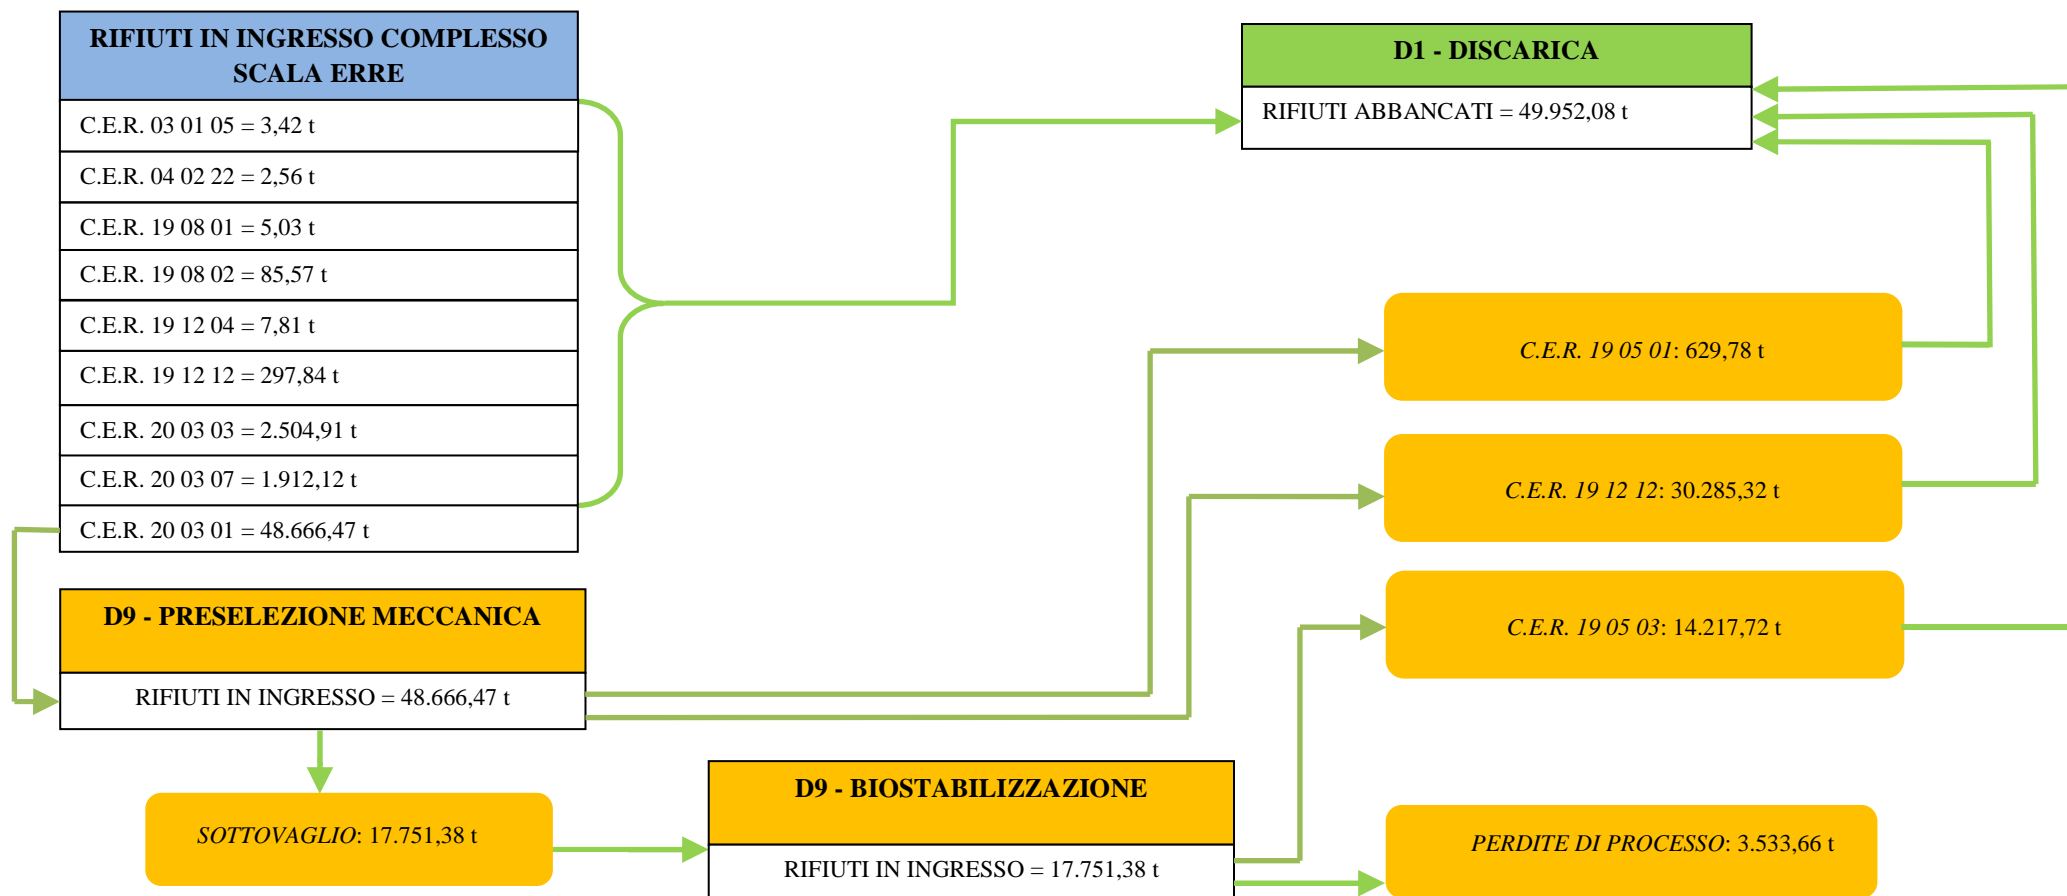 RIFIUTI IN INGRESSO COMPLESSO
SCALA ERRE
C.E.R. 03 01 05 = 3,42 t
C.E.R. 04 02 22 = 2,56 t
C.E.R. 19 08 01 = 5,03 t
C.E.R. 19 08 02 = 85,57 t
C.E.R. 19 12 04 = 7,81 t
C.E.R. 19 12 12 = 297,84 t
C.E.R. 20 03 03 = 2.504,91 t
C.E.R. 20 03 07 = 1.912,12 t
C.E.R. 20 03 01 = 48.666,47 t
D1 - DISCARICA
RIFIUTI ABBANCATI = 49.952,08 t
C.E.R. 19 05 01: 629,78 t
C.E.R. 19 12 12: 30.285,32 t
C.E.R. 19 05 03: 14.217,72 t
D9 - PRESELEZIONE MECCANICA
RIFIUTI IN INGRESSO = 48.666,47 t
SOTTOVAGLIO: 17.751,38 t
D9 - BIOSTABILIZZAZIONE
RIFIUTI IN INGRESSO = 17.751,38 t
PERDITE DI PROCESSO: 3.533,66 t